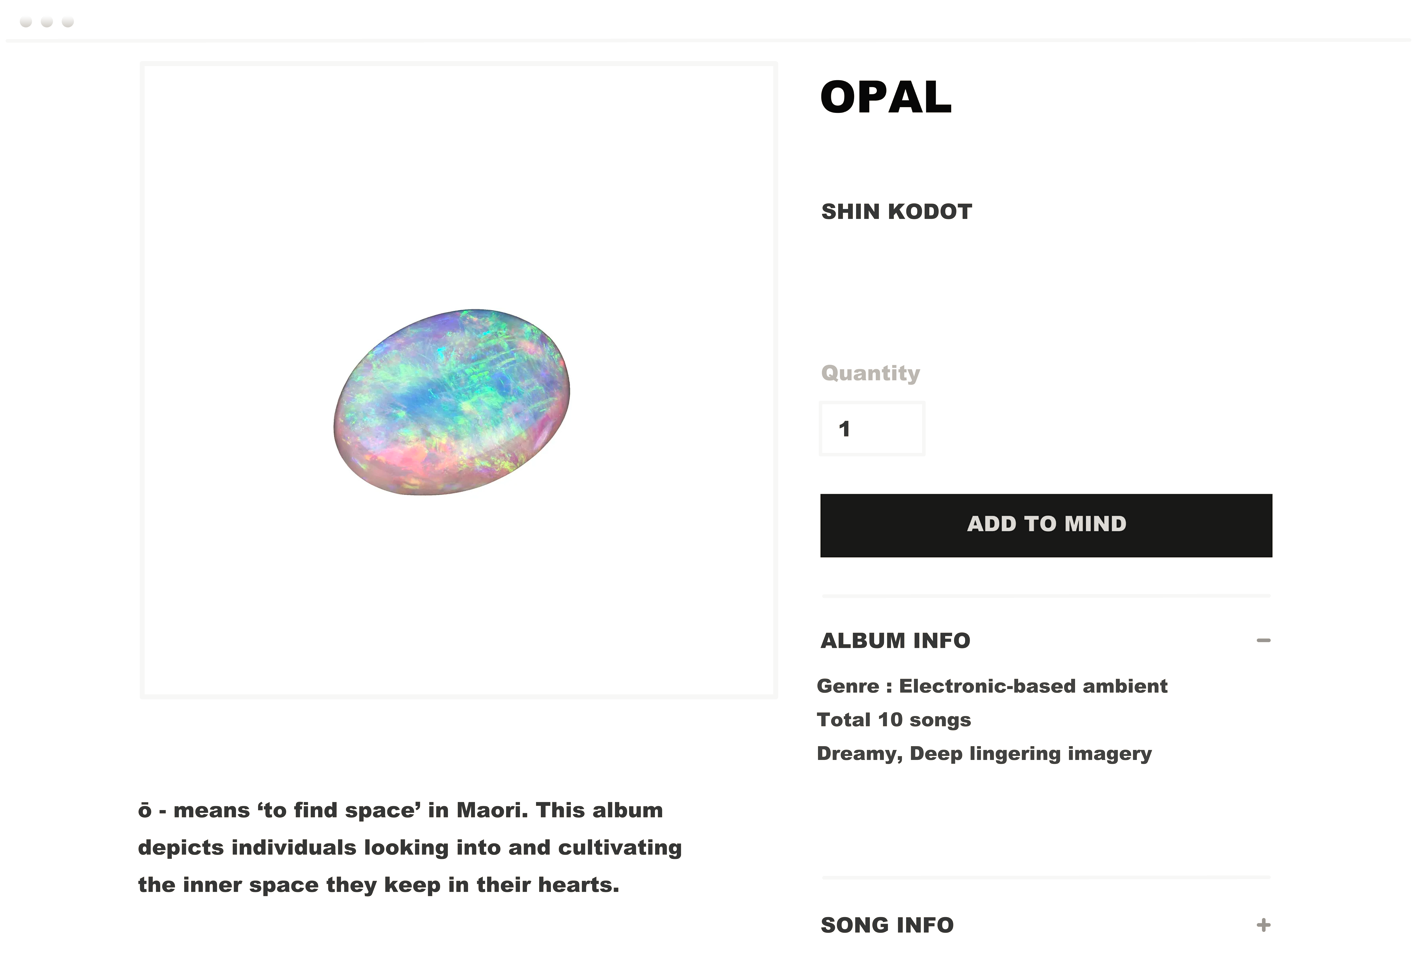 OPAL
SHIN KODOT
Quantity
1
ADD TO MIND
ALBUM INFO
Genre : Electronic-based ambient
Total 10 songs
Dreamy, Deep lingering imagery
ō - means ‘to find space’ in Maori. This album
depicts individuals looking into and cultivating
the inner space they keep in their hearts.
SONG INFO